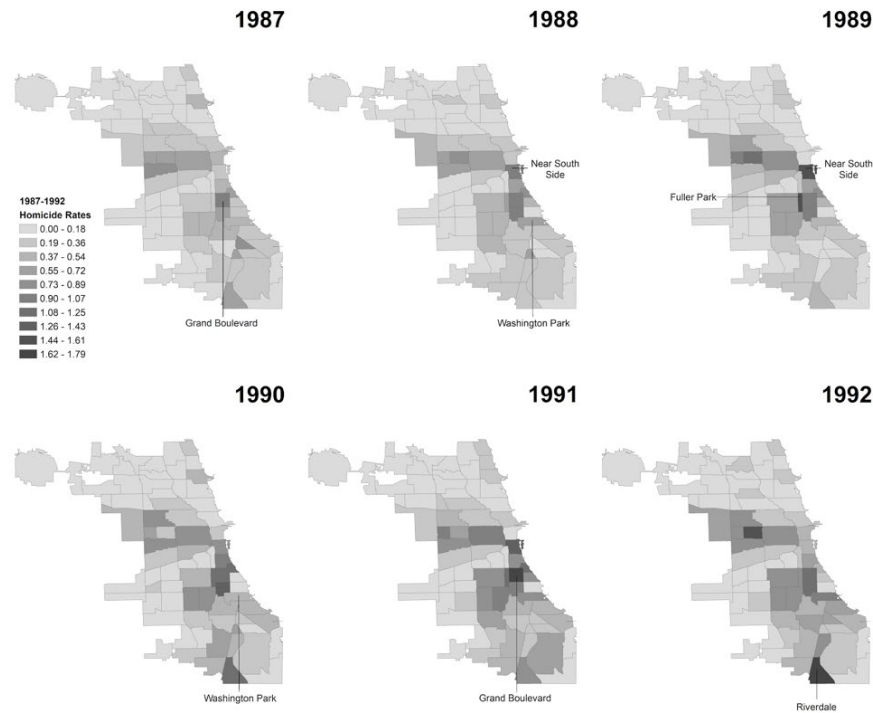 1987
1988
1989
Near South
Side
Near South
Side
Fuller Park
1987-1992
Homicide Rates
0.00 - 0.18
0.19 - 0.36
0.37 - 0.54
0.55 - 0.72
0.73 - 0.89
0.90 - 1.07
1.08 - 1.25
1.26 - 1.43
1.44 - 1.61
1.62 - 1.79
Grand Boulevard
Washington Park
1990
1991
1992
Washington Park
Grand Boulevard
Riverdale